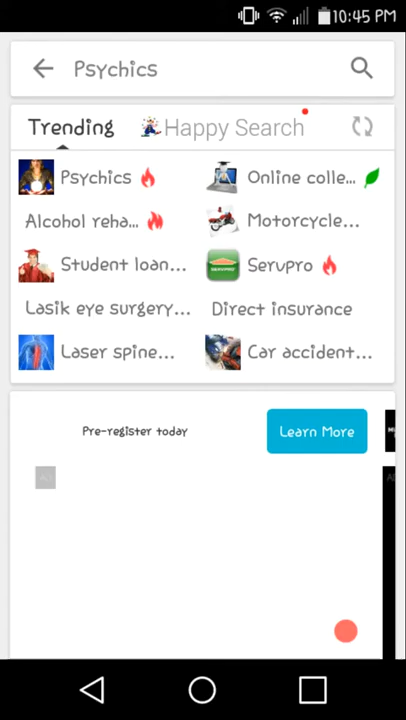 10:45 PM
Psychics
Trending Happy Search
Psychics Online colle...
Alcohol reha... Motorcycle...
Student loan... Servpro
Lasik eye surgery... Direct insurance
Laser spine... Car accident...
Pre-register today Learn More